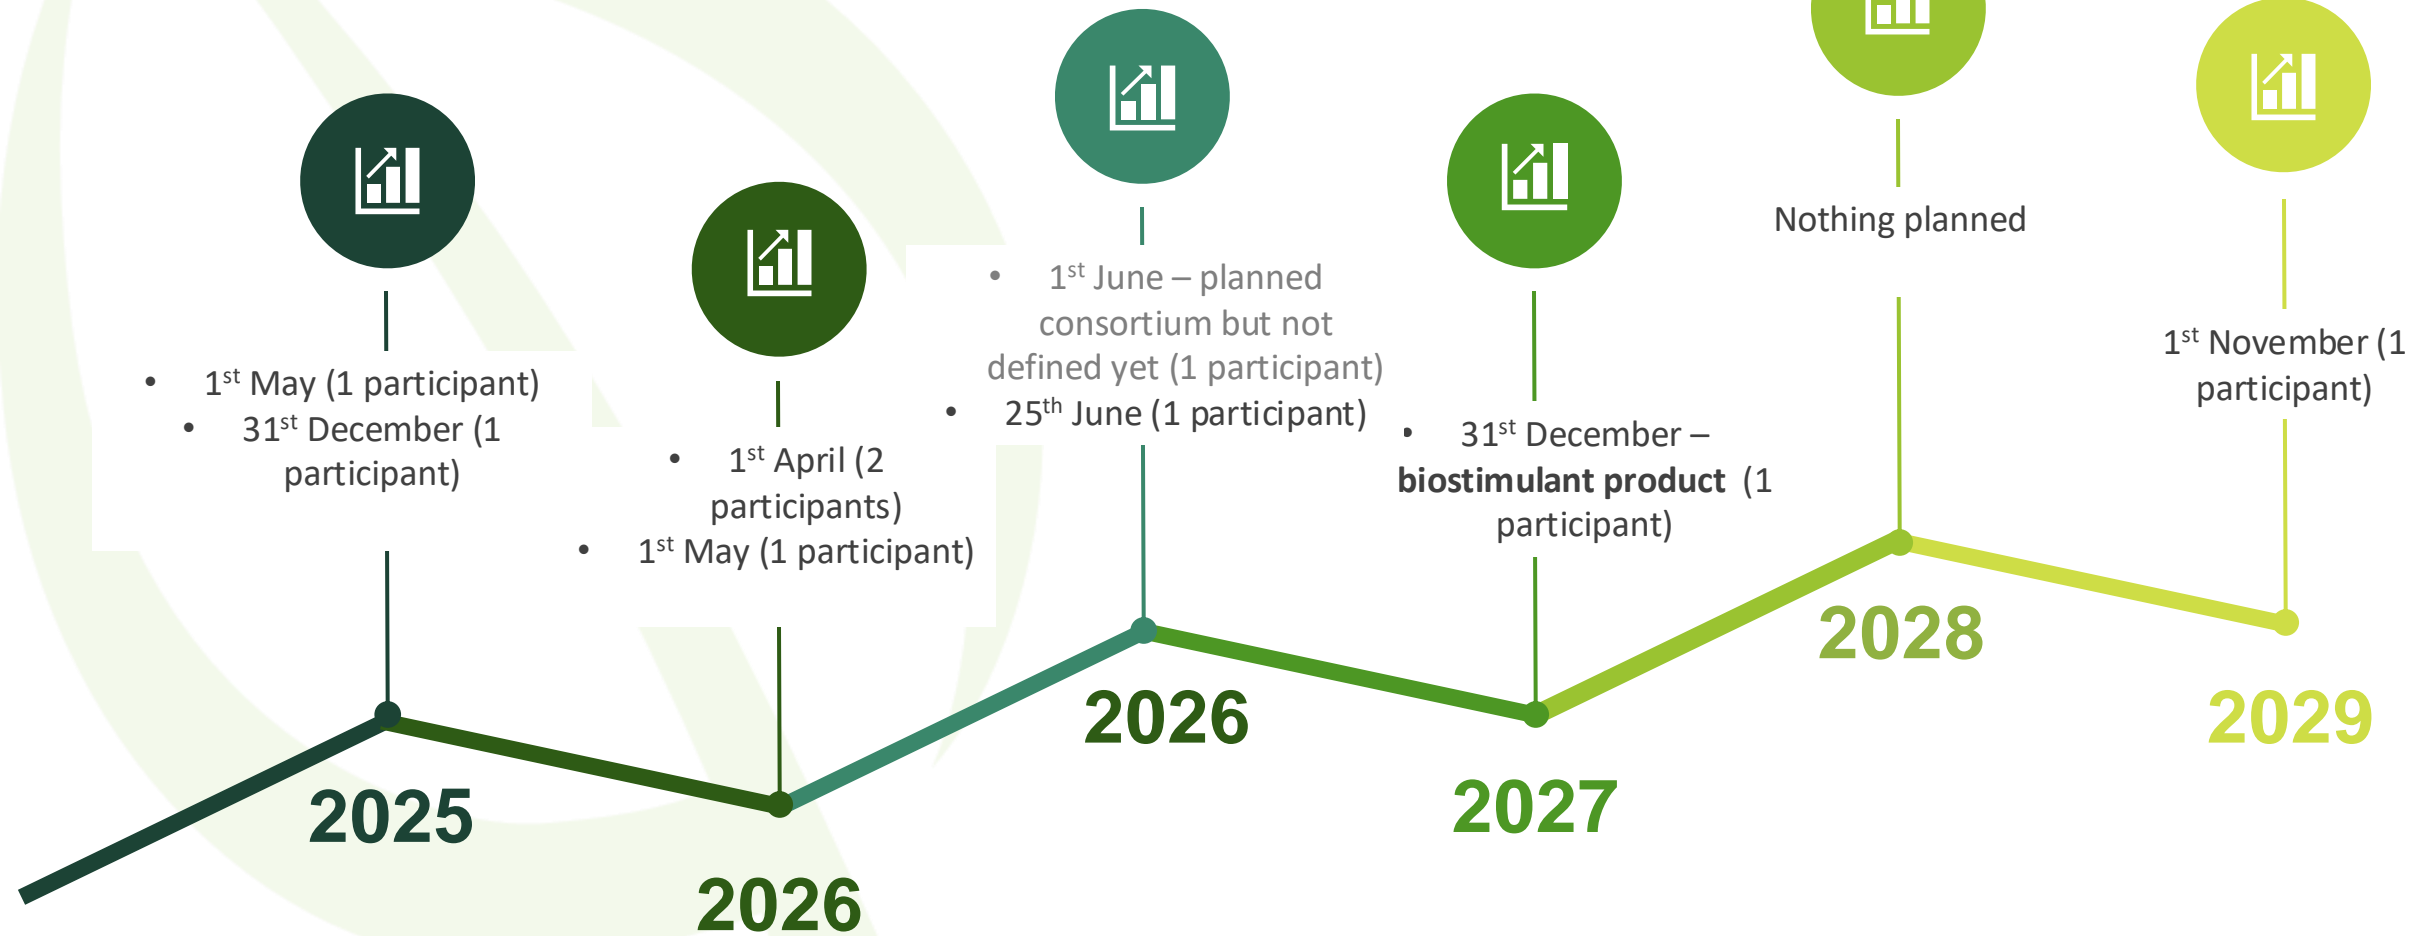 • 1st May (1 participant)
• 31st December (1
participant)
2025
• 1st April (2
participants)
• 1st May (1 participant)
2026
• 1st June – planned
consortium but not
defined yet (1 participant)
• 25th June (1 participant)
2026
• 31st December –
biostimulant product (1
participant)
2027
Nothing planned
2028
1st November (1
participant)
2029